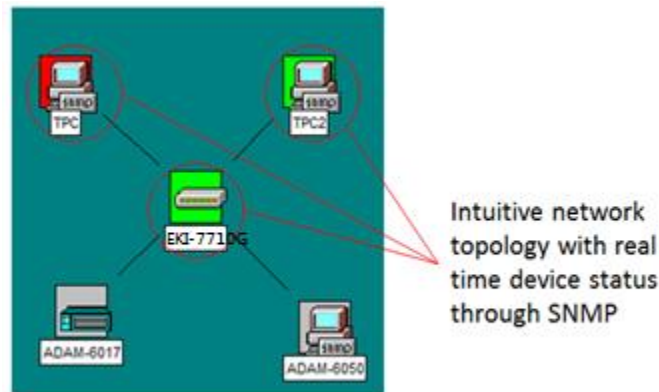 snmp
TPC
snmp
TPC2
EKI-7710G
ADAM-6017
snmp
ADAM-6050
Intuitive network
topology with real
time device status
through SNMP